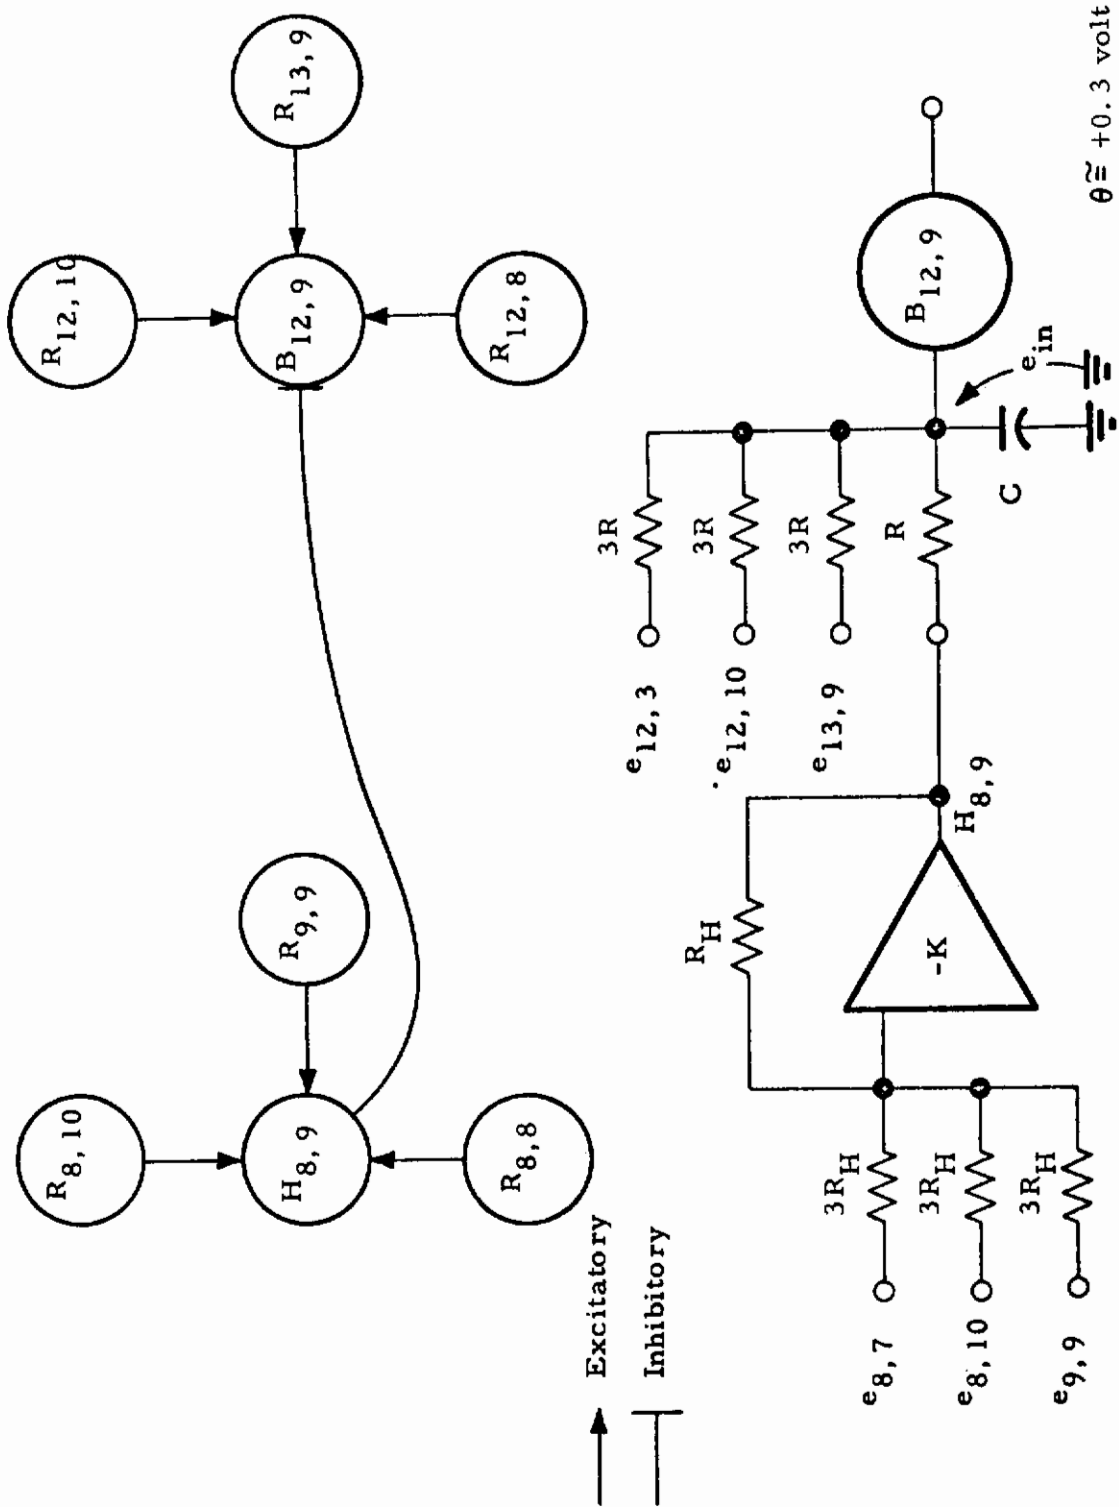 R8,10
H8,9
R9,9
R8,8
R12,10
B12,9
R13,9
R12,8
Excitatory
Inhibitory
e8,7
e8,10
e9,9
3RH
3RH
3RH
RH
-K
H8,9
e12,3
e12,10
e13,9
3R
3R
3R
R
C
ein
B12,9
θ≅ +0.3 volt